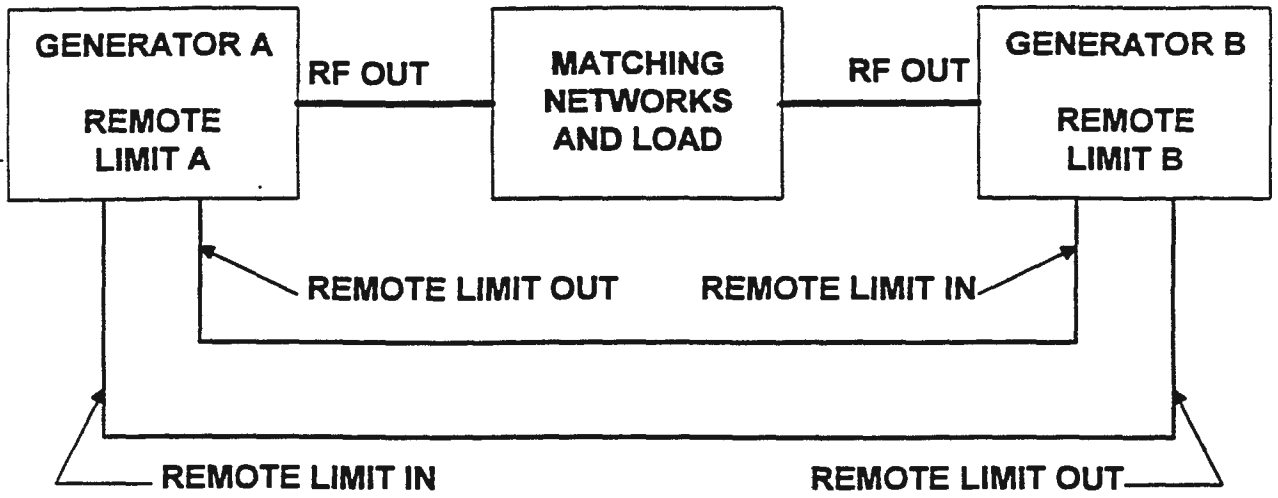 GENERATOR A
REMOTE
LIMIT A
RF OUT
MATCHING
NETWORKS
AND LOAD
RF OUT
GENERATOR B
REMOTE
LIMIT B
REMOTE LIMIT OUT
REMOTE LIMIT IN
REMOTE LIMIT IN
REMOTE LIMIT OUT